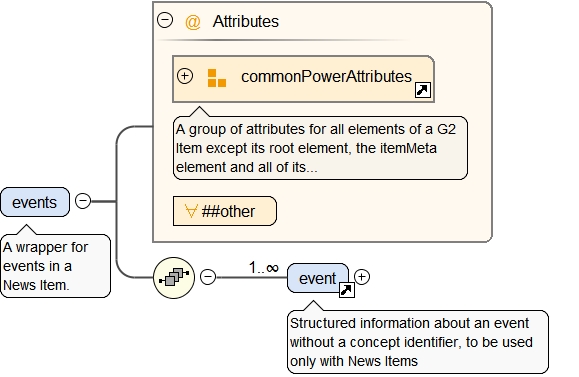 @ Attributes
commonPowerAttributes
A group of attributes for all elements of a G2
Item except its root element, the itemMeta
element and all of its...
∀ ##other
events
A wrapper for
events in a
News Item.
1..∞
event
Structured information about an event
without a concept identifier, to be used
only with News Items